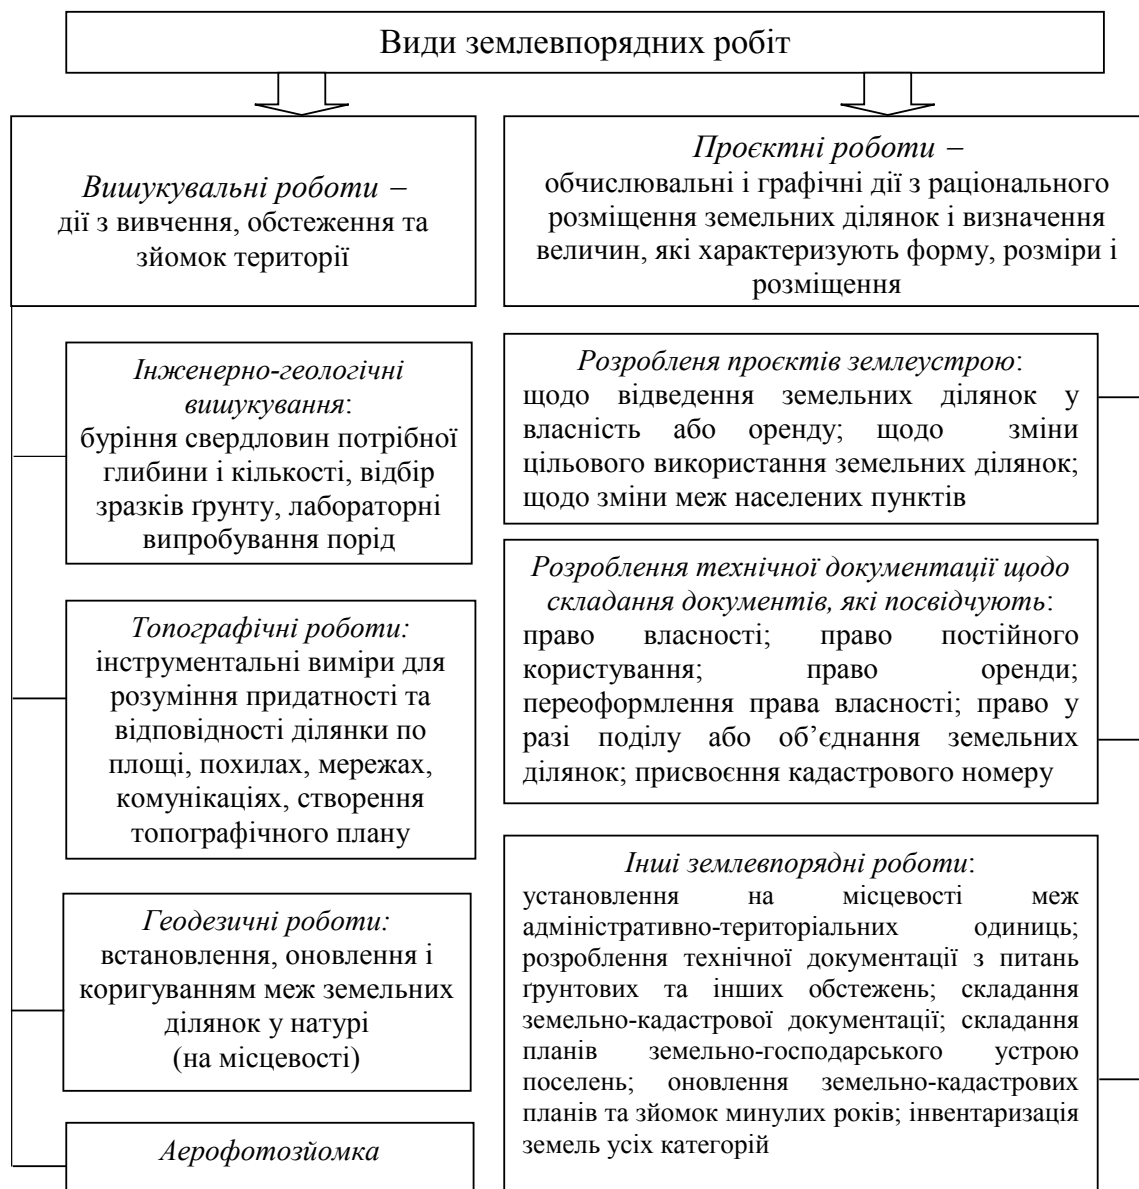 Види землевпорядних робіт
Вишукувальні роботи –
дії з вивчення, обстеження та
зйомок території
Інженерно-геологічні
вишукування:
буріння свердловин потрібної
глибини і кількості, відбір
зразків ґрунту, лабораторні
випробування порід
Топографічні роботи:
інструментальні виміри для
розуміння придатності та
відповідності ділянки по
площі, похилах, мережах,
комунікаціях, створення
топографічного плану
Геодезичні роботи:
встановлення, оновлення і
коригуванням меж земельних
ділянок у натурі
(на місцевості)
Аерофотозйомка
Проєктні роботи –
обчислювальні і графічні дії з раціонального
розміщення земельних ділянок і визначення
величин, які характеризують форму, розміри і
розміщення
Розробленя проєктів землеустрою:
щодо відведення земельних ділянок у
власність або оренду; щодо зміни
цільового використання земельних ділянок;
щодо зміни меж населених пунктів
Розроблення технічної документації щодо
складання документів, які посвідчують:
право власності; право постійного
користування; право оренди;
переоформлення права власності; право у
разі поділу або об’єднання земельних
ділянок; присвоєння кадастрового номеру
Інші землевпорядні роботи:
установлення на місцевості меж
адміністративно-територіальних одиниць;
розроблення технічної документації з питань
ґрунтових та інших обстежень; складання
земельно-кадастрової документації; складання
планів земельно-господарського устрою
поселень; оновлення земельно-кадастрових
планів та зйомок минулих років; інвентаризація
земель усіх категорій